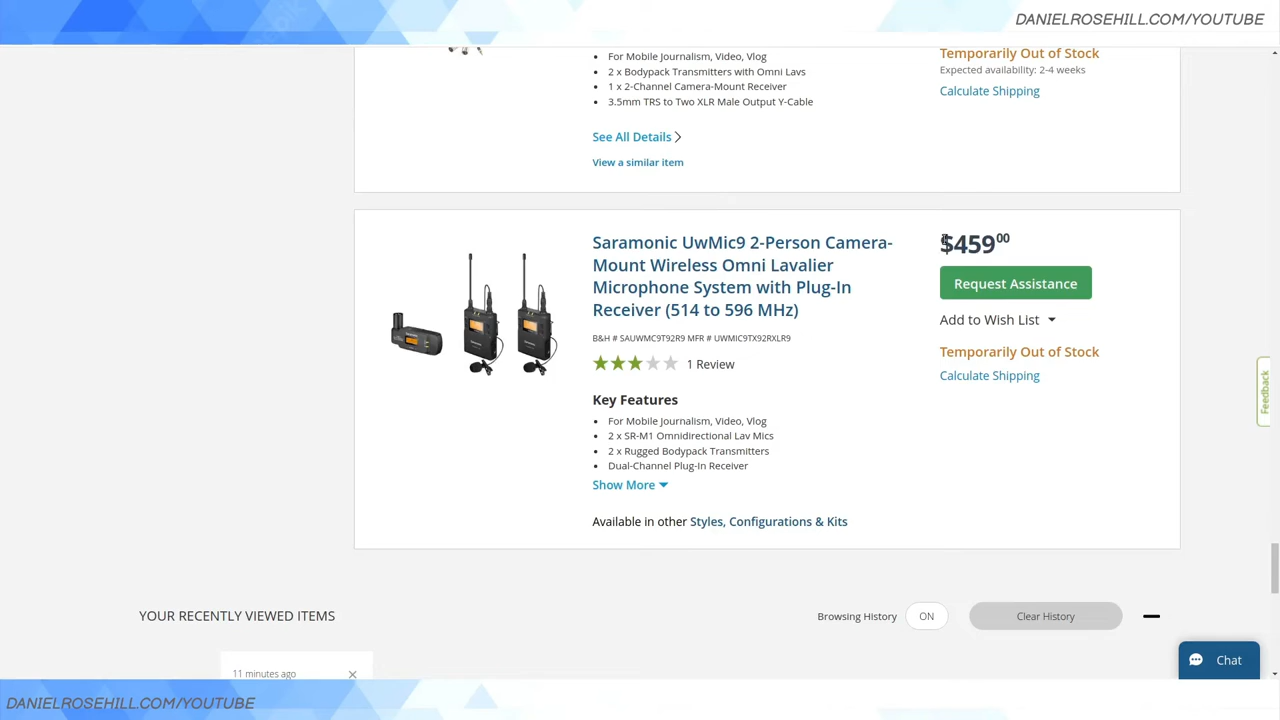 DANIELROSEHILL.COM/YOUTUBE
For Mobile Journalism, Video, Vlog
2 x Bodypack Transmitters with Omni Lavs
1 x 2-Channel Camera-Mount Receiver
3.5mm TRS to Two XLR Male Output Y-Cable
See All Details
View a similar item
Temporarily Out of Stock
Expected availability: 2-4 weeks
Calculate Shipping
Saramonic UwMic9 2-Person Camera-
Mount Wireless Omni Lavalier
Microphone System with Plug-In
Receiver (514 to 596 MHz)
B&H # SAUWMC9T92R9 MFR # UWMIC9TX92RXLR9
1 Review
Key Features
For Mobile Journalism, Video, Vlog
2 x SR-M1 Omnidirectional Lav Mics
2 x Rugged Bodypack Transmitters
Dual-Channel Plug-In Receiver
Show More
Available in other Styles, Configurations & Kits
$459 00
Request Assistance
Add to Wish List
Temporarily Out of Stock
Calculate Shipping
Feedback
YOUR RECENTLY VIEWED ITEMS
Browsing History ON Clear History
11 minutes ago
Chat
DANIELROSEHILL.COM/YOUTUBE